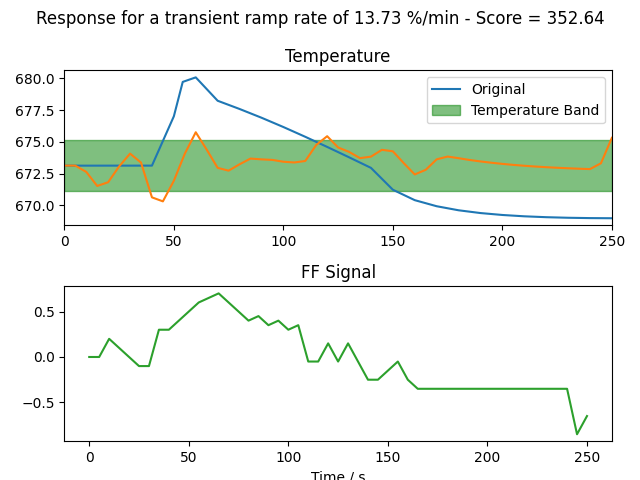 Response for a transient ramp rate of 13.73 %/min - Score = 352.64
Temperature
680.0
677.5
675.0
672.5
670.0
Original
Temperature Band
0 50 100 150 200 250
FF Signal
0.5
0.0
−0.5
0 50 100 150 200 250
Time / s